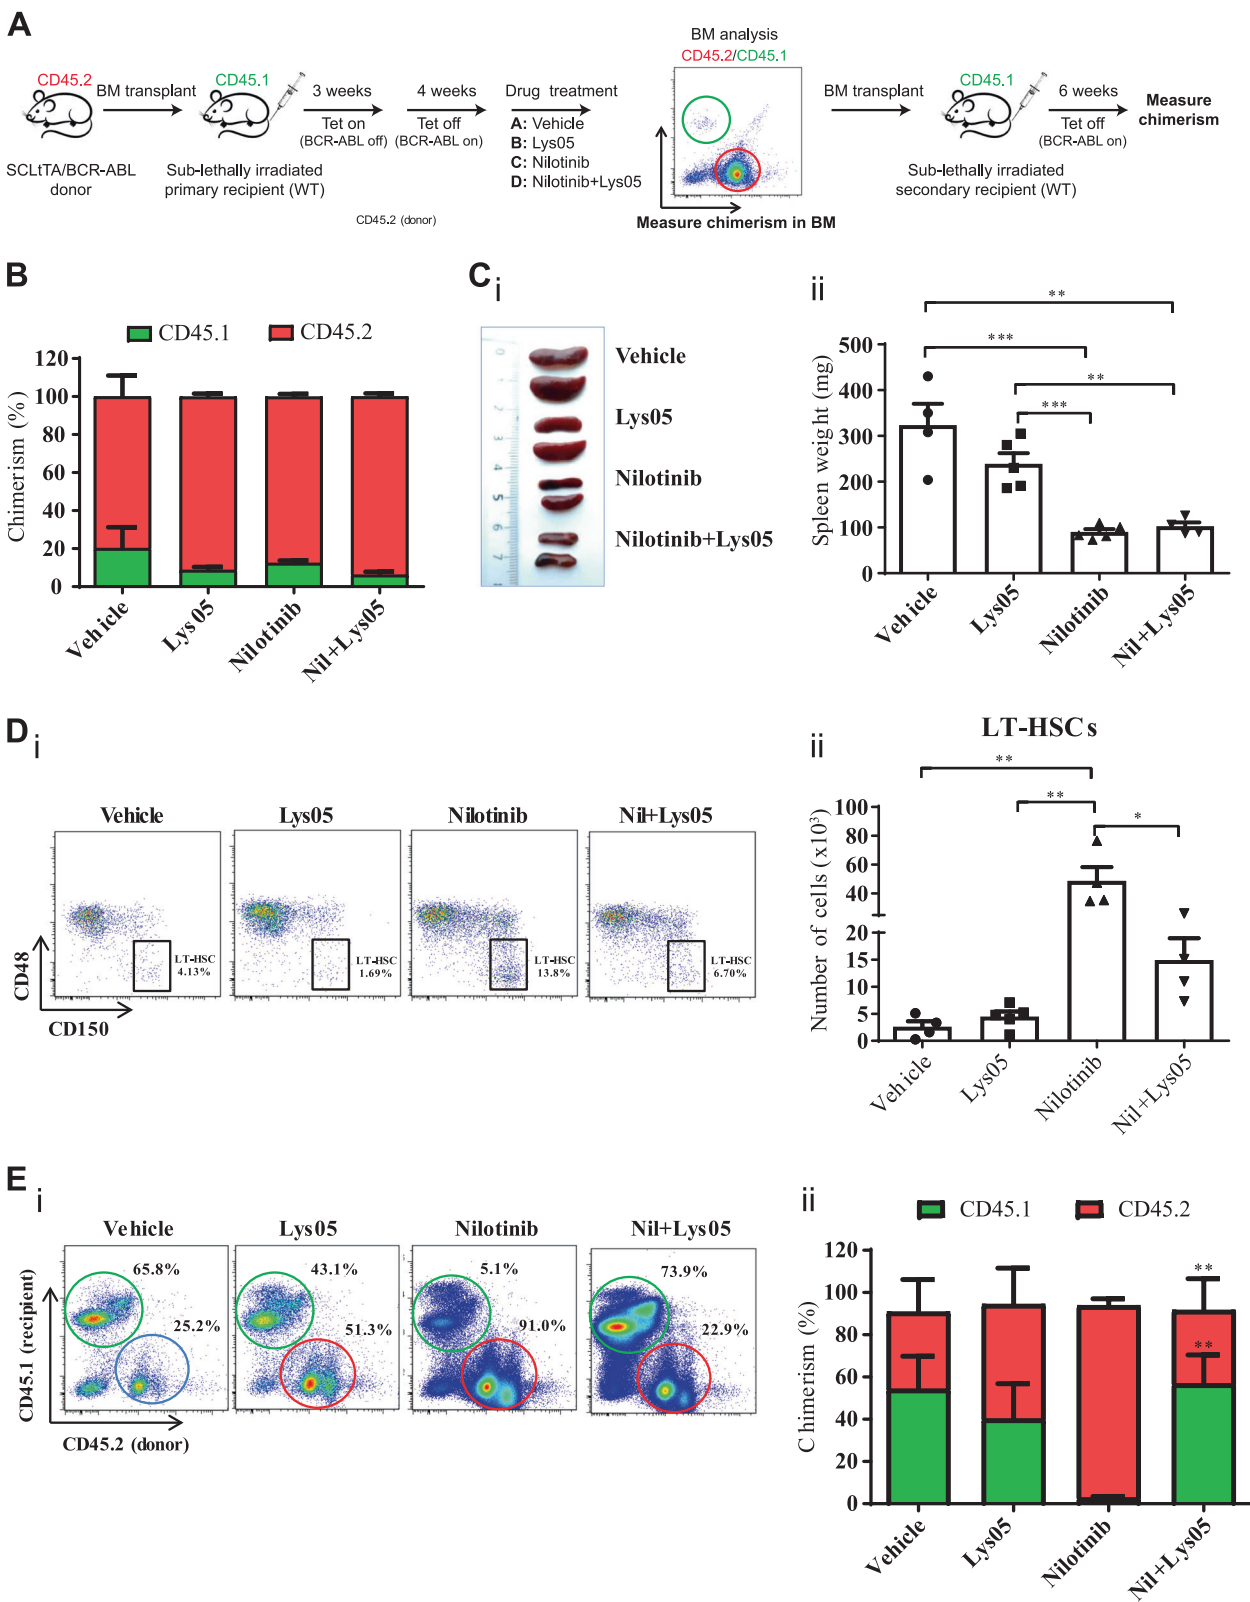 A
CD45.2
BM transplant
CD45.1
3 weeks
Tet on
(BCR-ABL off)
4 weeks
Tet off
(BCR-ABL on)
Drug treatment
A: Vehicle
B: Lys05
C: Nilotinib
D: Nilotinib+Lys05
BM analysis
CD45.2/CD45.1
BM transplant
CD45.1
6 weeks
Tet off
(BCR-ABL on)
Measure
chimerism
SCLtTA/BCR-ABL
donor
Sub-lethally irradiated
primary recipient (WT)
CD45.2 (donor)
Measure chimerism in BM
Sub-lethally irradiated
secondary recipient (WT)
B
CD45.1
CD45.2
Chimerism (%)
120
100
80
60
40
20
0
Vehicle
Lys05
Nilotinib
Nil+Lys05
C
i
0
1
2
3
4
5
6
7
Vehicle
Lys05
Nilotinib
Nilotinib+Lys05
ii
**
***
**
***
Spleen weight (mg)
500
400
300
200
100
0
Vehicle
Lys05
Nilotinib
Nil+Lys05
D
i
Vehicle
Lys05
Nilotinib
Nil+Lys05
LT-HSC
4.13%
LT-HSC
1.69%
LT-HSC
13.8%
LT-HSC
6.70%
CD48
CD150
ii
LT-HSCs
**
**
*
Number of cells (x10³)
100
80
60
40
20
15
10
5
0
Vehicle
Lys05
Nilotinib
Nil+Lys05
E
i
Vehicle
Lys05
Nilotinib
Nil+Lys05
65.8%
25.2%
43.1%
51.3%
5.1%
91.0%
73.9%
22.9%
CD45.1 (recipient)
CD45.2 (donor)
ii
CD45.1
CD45.2
Chimerism (%)
120
100
80
60
40
20
0
**
**
Vehicle
Lys05
Nilotinib
Nil+Lys05